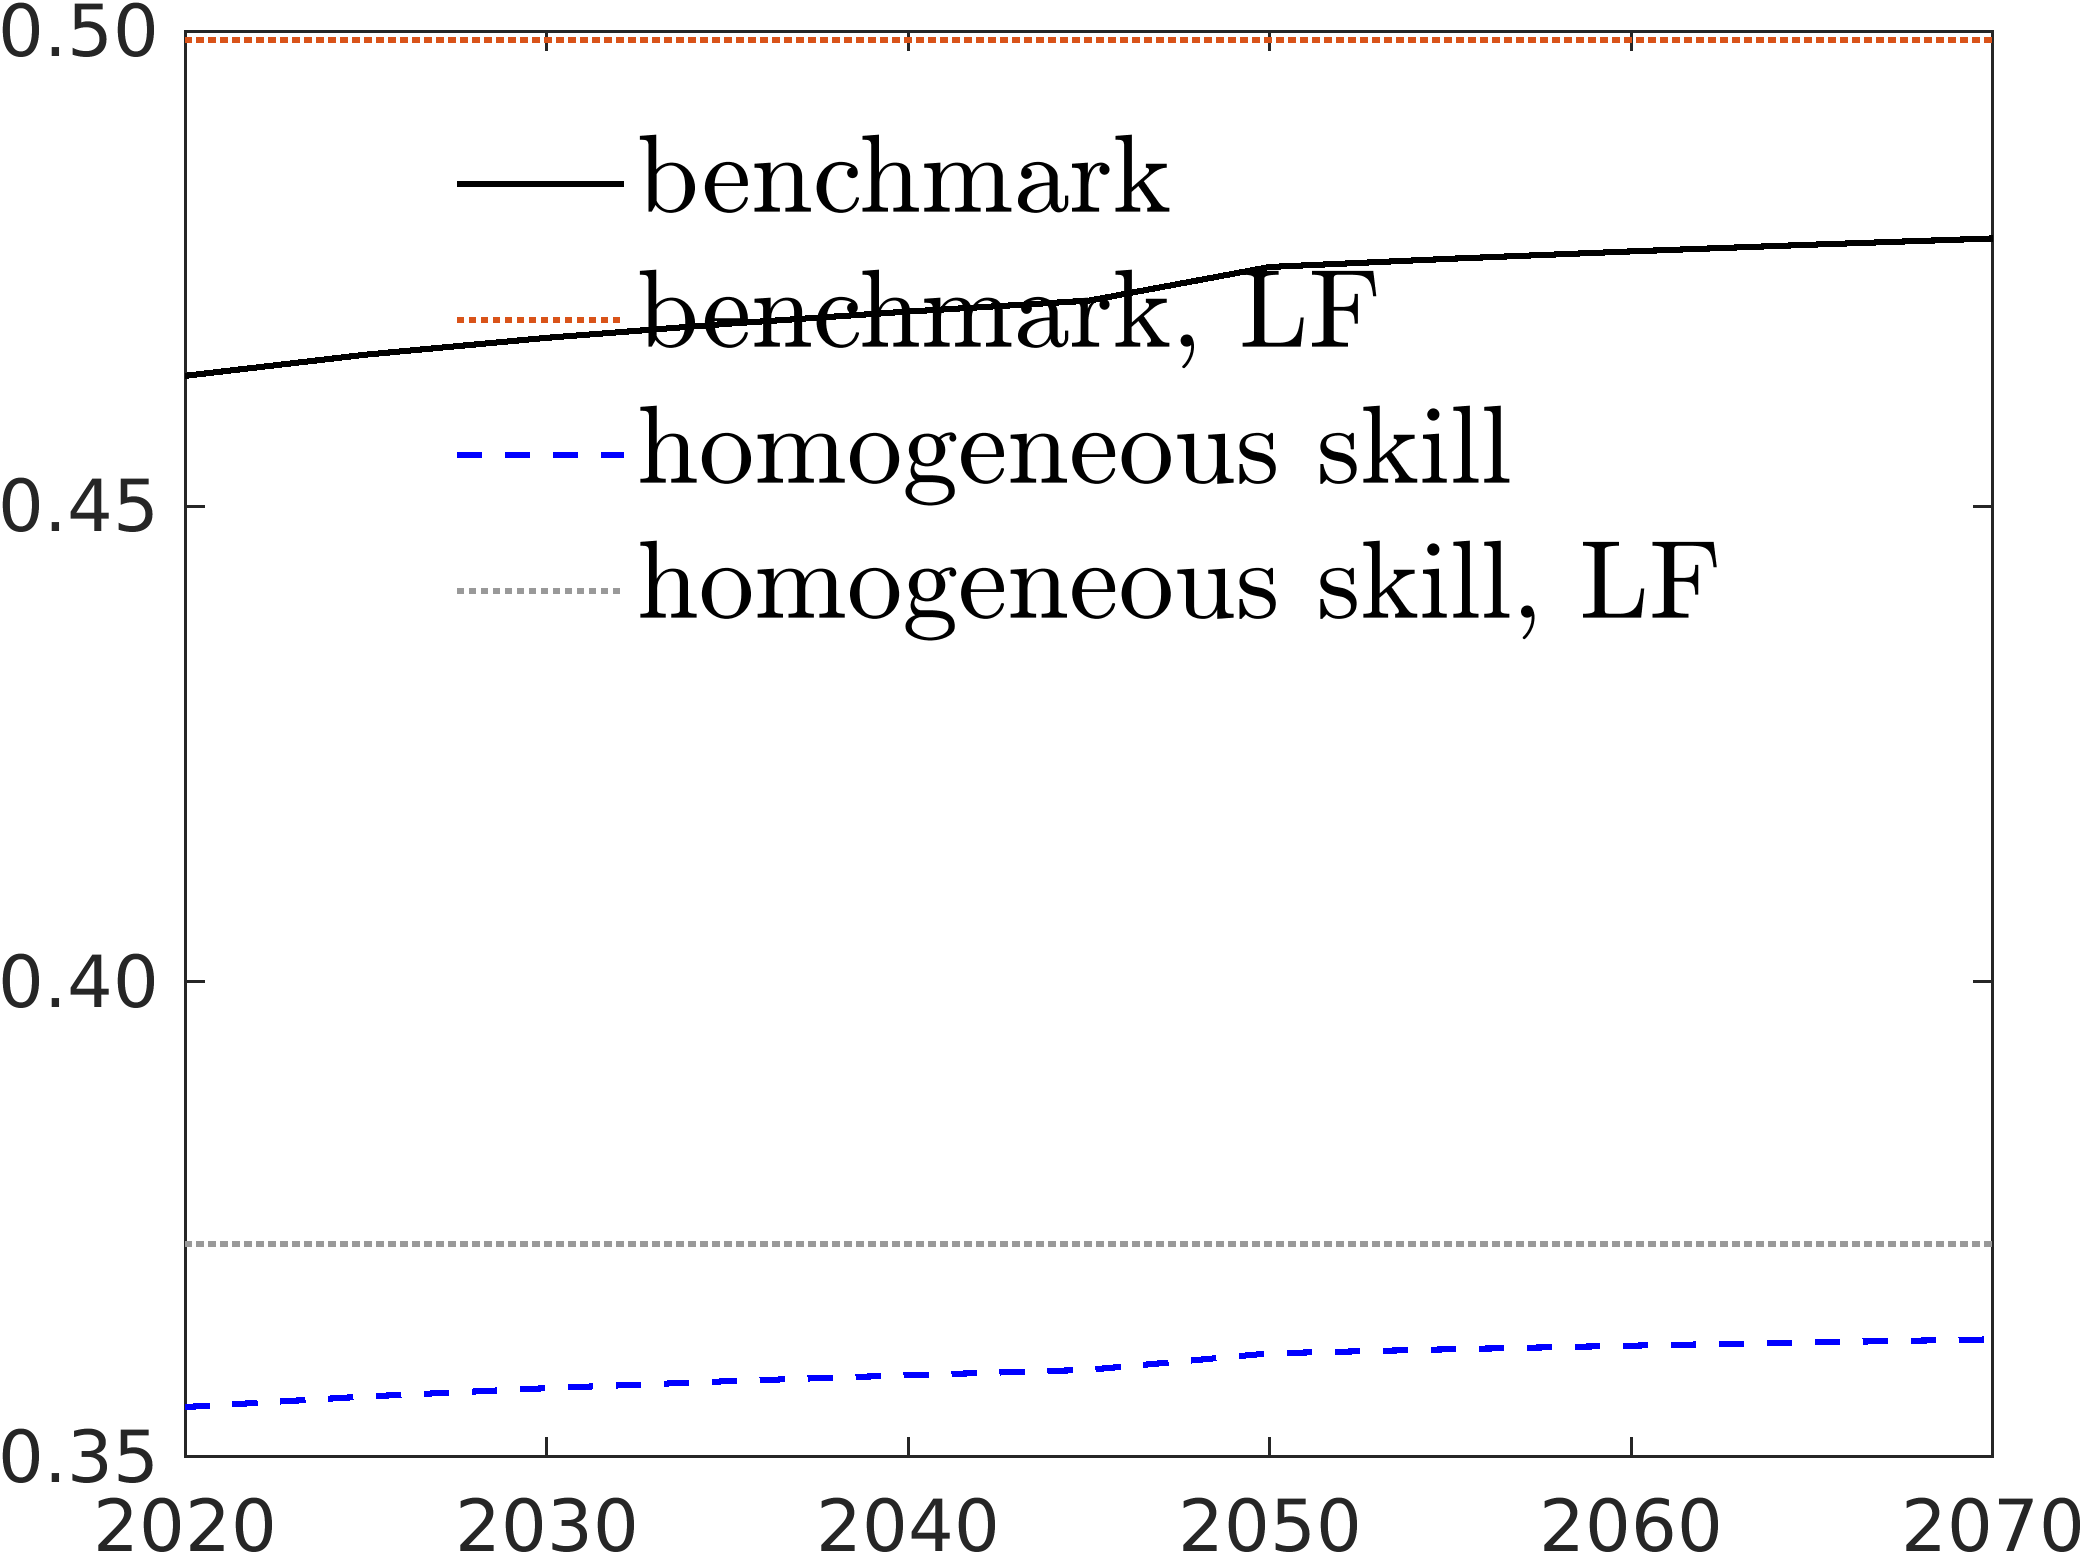 0.50
benchmark
benchmark, LF
homogeneous skill
0.45
homogeneous skill, LF
0.40
0.35
2020 2030 2040 2050 2060 2070